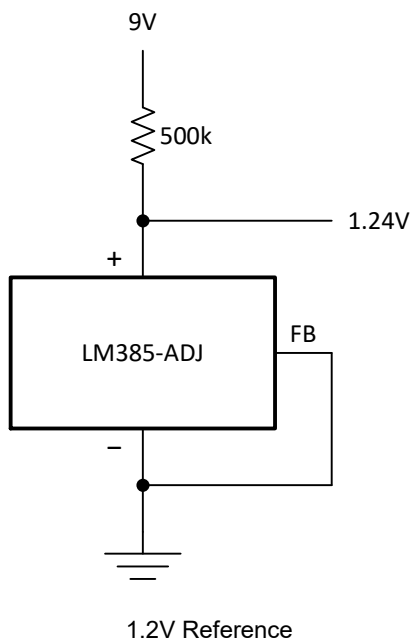 9V
500k
1.24V
+
LM385-ADJ
FB
−
1.2V Reference